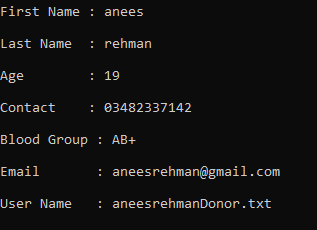 First Name : anees
Last Name  : rehman
Age        : 19
Contact    : 03482337142
Blood Group : AB+
Email       : aneesrehman@gmail.com
User Name   : aneesrehmanDonor.txt